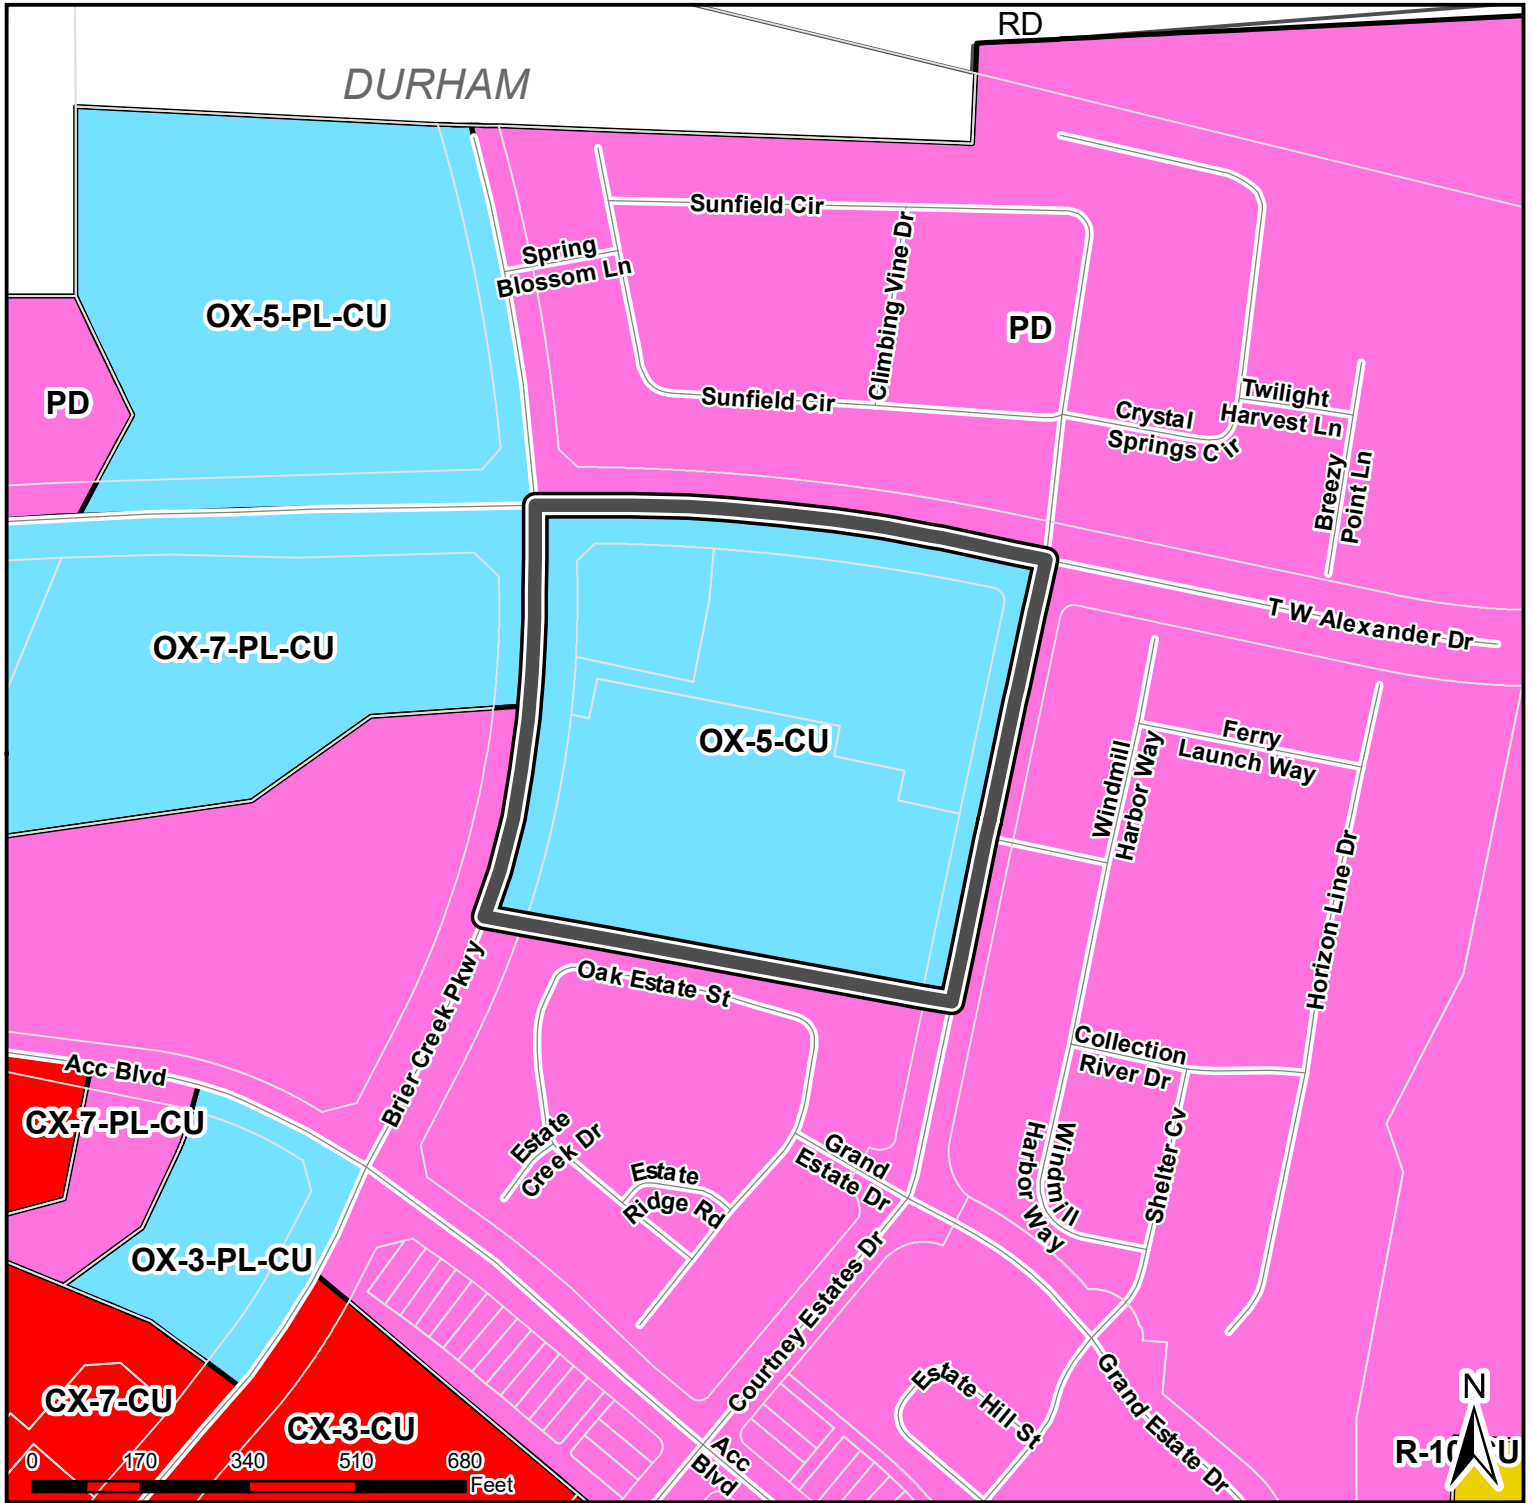 RD
DURHAM
Sunfield Cir
Climbing Vine Dr
Spring
Blossom Ln
OX-5-PL-CU
PD
PD
Sunfield Cir
Crystal
Springs Cir
Twilight
Harvest Ln
Breezy
Point Ln
T W Alexander Dr
OX-7-PL-CU
OX-5-CU
Ferry
Launch Way
Windmill
Harbor Way
Horizon Line Dr
Oak Estate St
Brier Creek Pkwy
Collection
River Dr
Acc Blvd
CX-7-PL-CU
Estate
Creek Dr
Grand
Estate Dr
Estate
Ridge Rd
Windmill
Harbor Way
Shelter Cv
OX-3-PL-CU
Courtney Estates Dr
Estate Hill St
Grand Estate Dr
CX-7-CU
CX-3-CU
Acc
Blvd
N
0 170 340 510 680
Feet